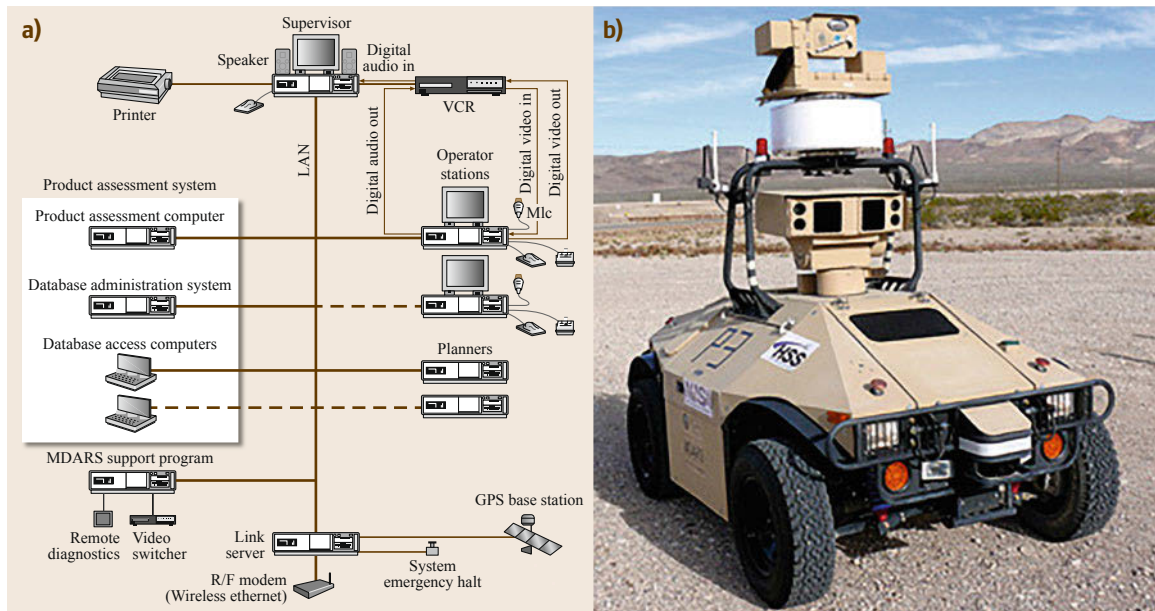 a)
Supervisor
Speaker
Digital
audio in
Printer
VCR
LAN
Digital audio out
Digital video in
Digital video out
Operator
stations
Mlc
Product assessment system
Product assessment computer
Database administration system
Database access computers
Planners
MDARS support program
Remote
diagnostics
Video
switcher
Link
server
GPS base station
System
emergency halt
R/F modem
(Wireless ethernet)
b)
HSS